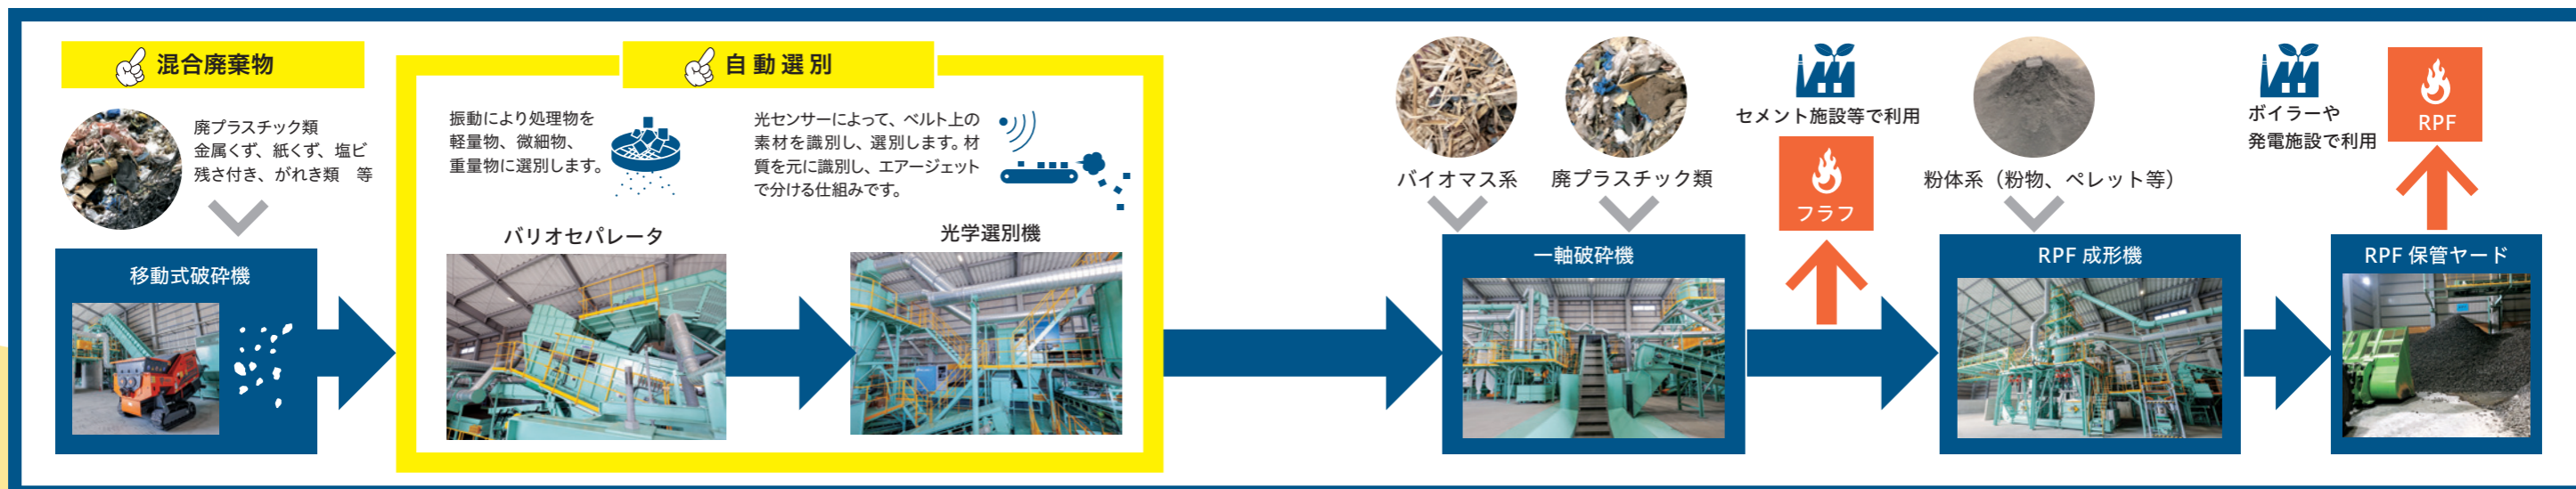 混合廃棄物
廃プラスチック類
金属くず、紙くず、塩ビ
残さ付き、がれき類　等
移動式破砕機
自動選別
振動により処理物を
軽量物、微細物、
重量物に選別します。
バリオセパレータ
光センサーによって、ベルト上の
素材を識別し、選別します。材
質を元に識別し、エアージェット
で分ける仕組みです。
光学選別機
バイオマス系
廃プラスチック類
一軸破砕機
セメント施設等で利用
フラフ
粉体系（粉物、ペレット等）
RPF 成形機
ボイラーや
発電施設で利用
RPF
RPF 保管ヤード